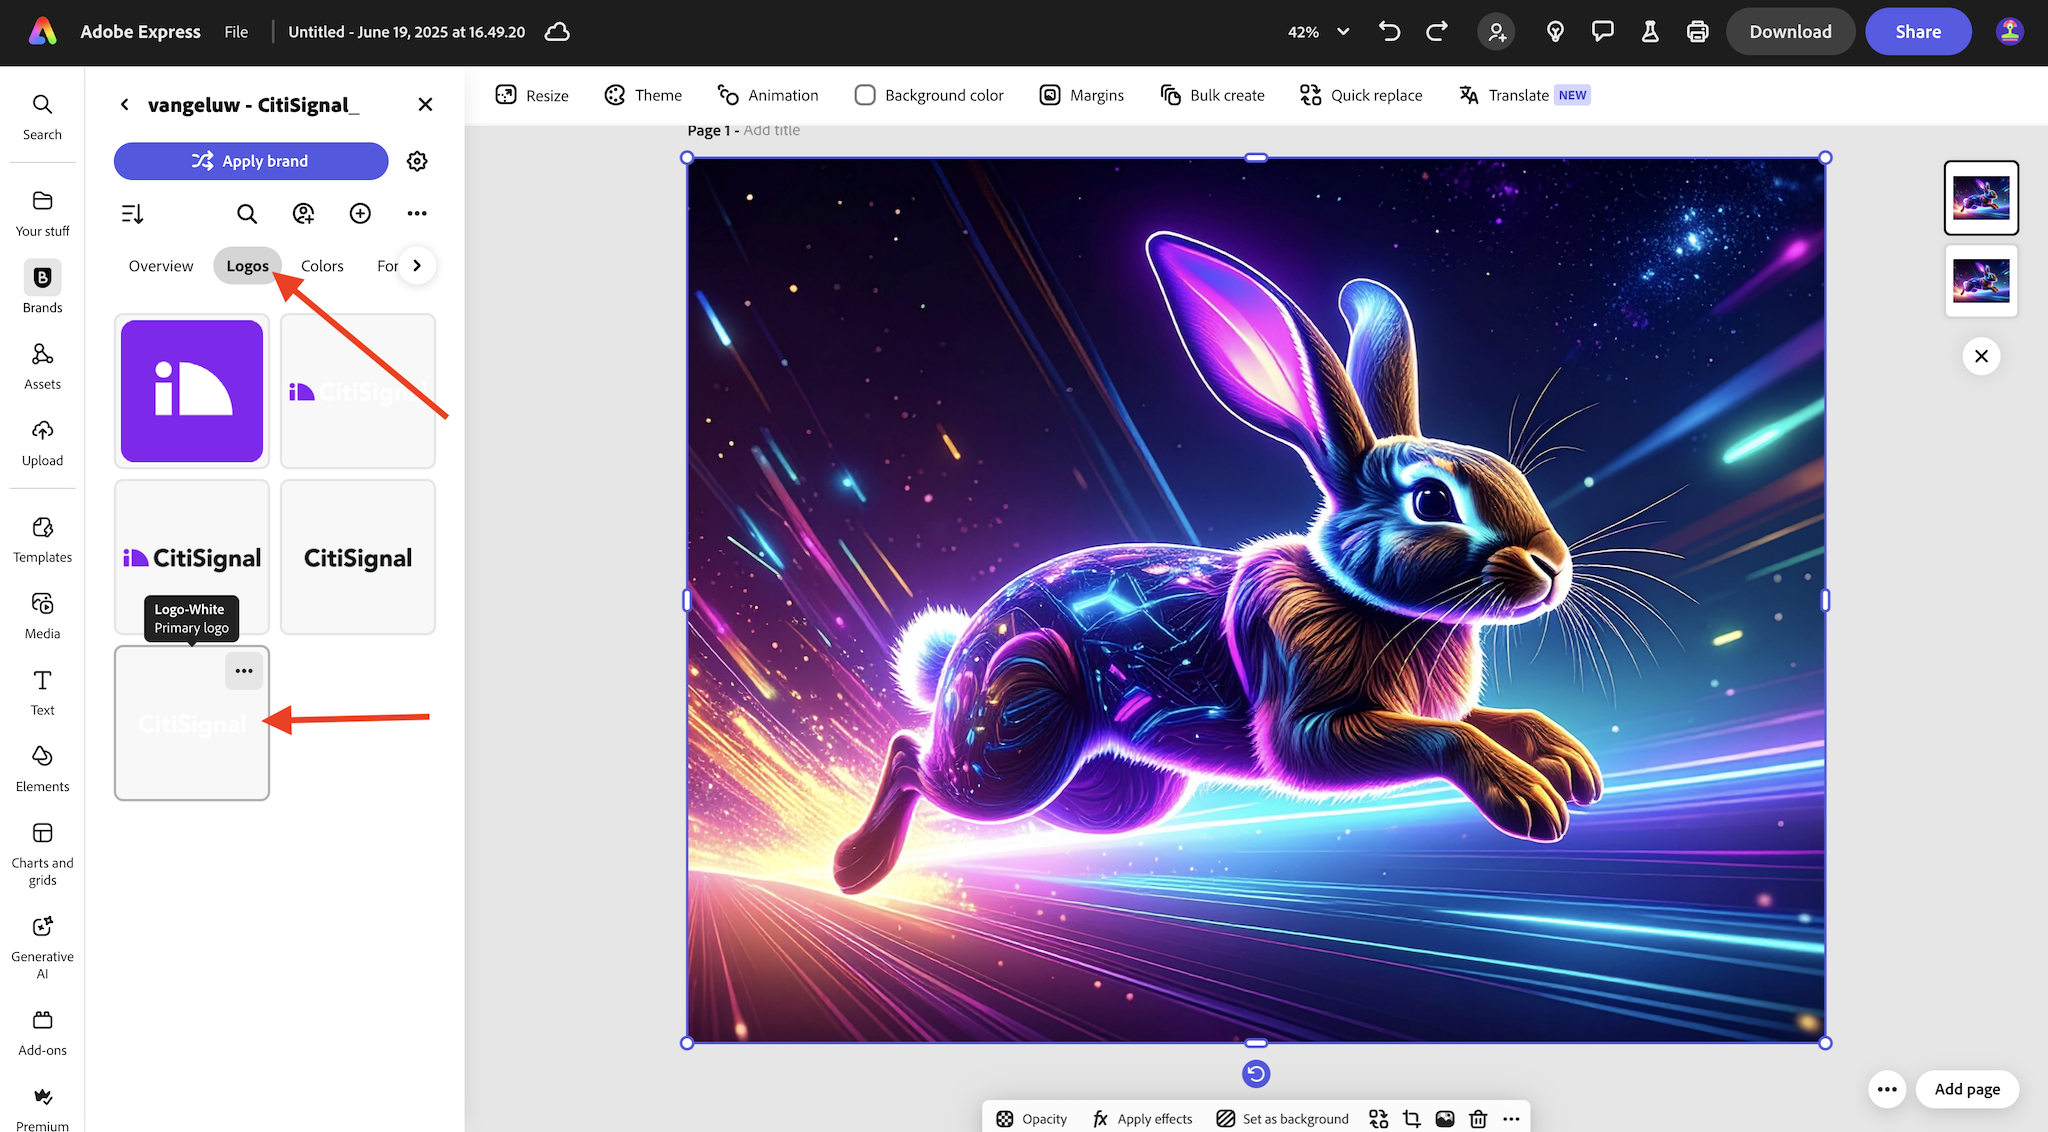 Adobe Express File Untitled - June 19, 2025 at 16.49.20 42% Download Share
Search
Your stuff
Brands
Assets
Upload
Templates
Media
Text
Elements
Charts and
grids
Generative
AI
Add-ons
Premium
vangeluw - CitiSignal_
Apply brand
Overview Logos Colors For
CitiSignal
CitiSignal
CitiSignal
Logo-White
Primary logo
CitiSignal
Resize Theme Animation Background color Margins Bulk create Quick replace Translate NEW
Page 1 - Add title
Opacity Apply effects Set as background
Add page